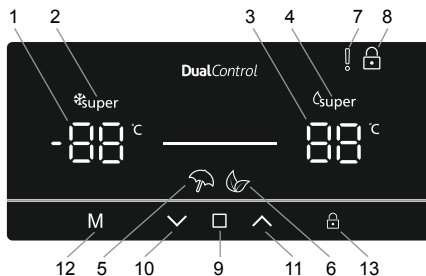 1 2 3 4 7 8
DualControl
super super
-88 °C 88 °C
M
12 5 10 9 11 6 13